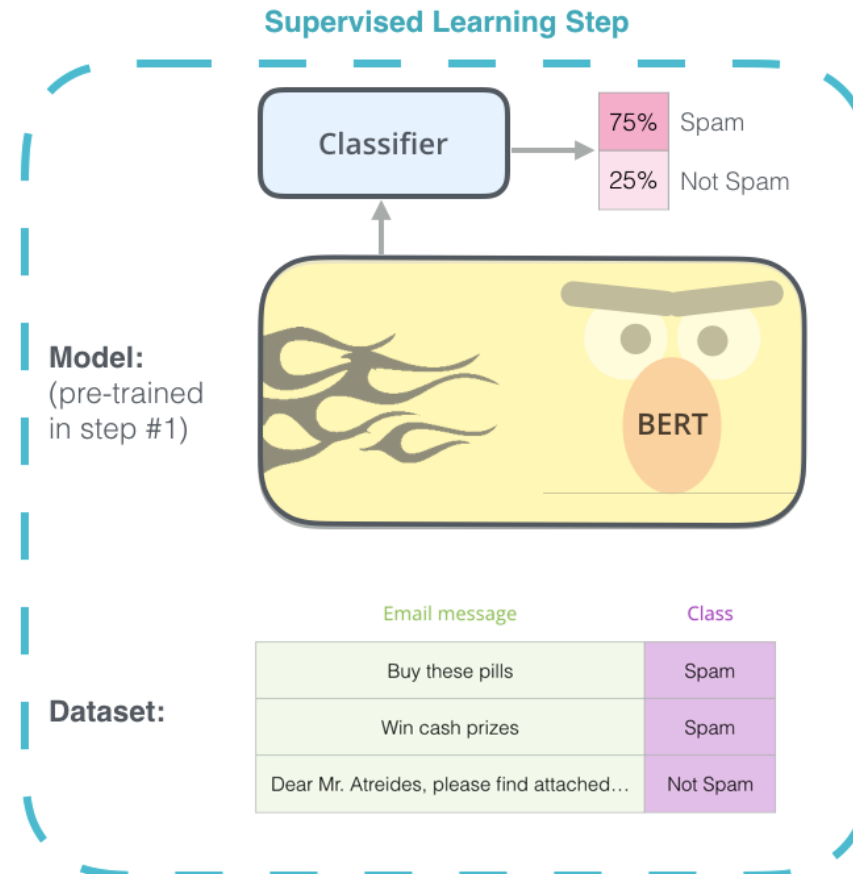 Supervised Learning Step
Classifier
75% Spam
25% Not Spam
Model:
(pre-trained
in step #1)
BERT
Email message Class
Dataset:
Buy these pills Spam
Win cash prizes Spam
Dear Mr. Atreides, please find attached… Not Spam